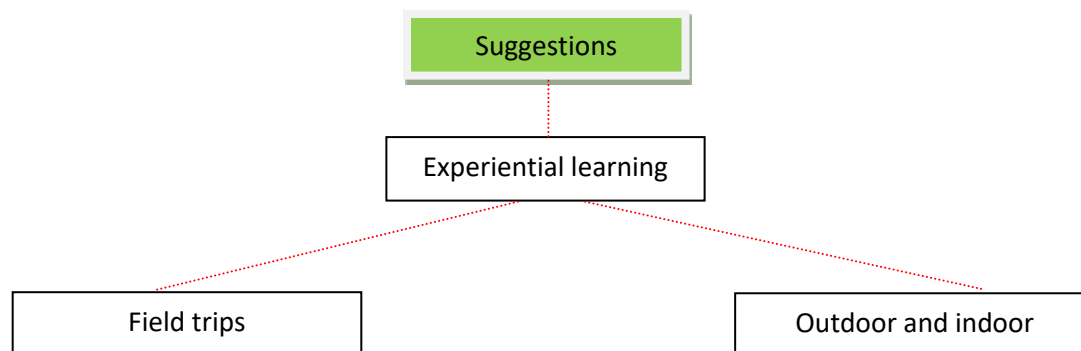 Suggestions
Experiential learning
Field trips
Outdoor and indoor